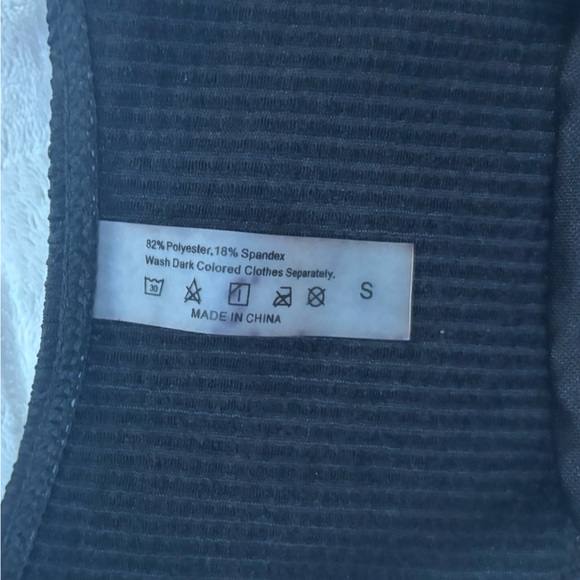 82% Polyester, 18% Spandex
Wash Dark Colored Clothes Separately.
30 S
MADE IN CHINA